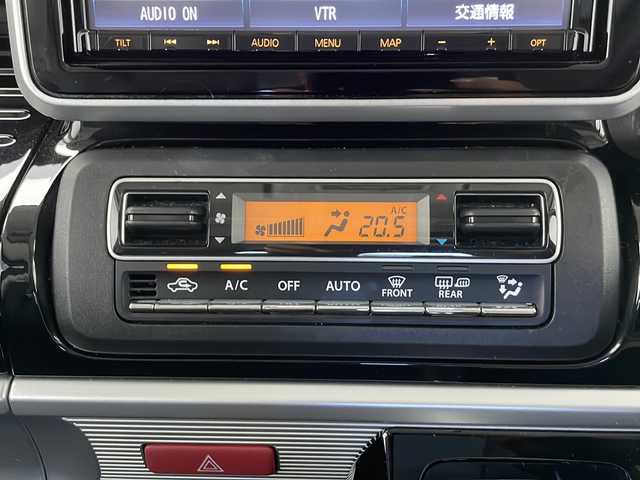 AUDIO ON VTR 交通情報
TILT AUDIO MENU MAP − + OPT
A/C
20.5
A/C OFF AUTO FRONT REAR